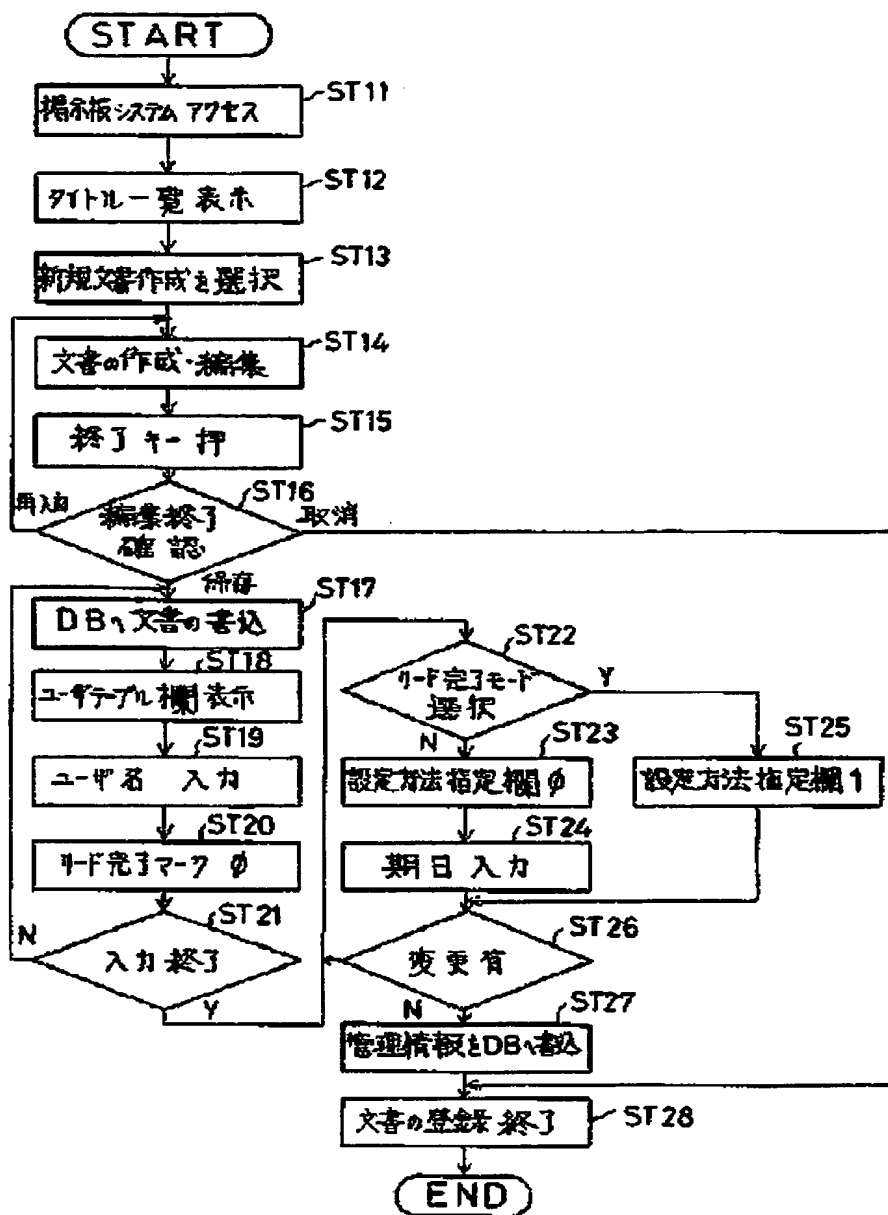 START
掲示板システム アクセス
ST11
タイトル一覧表示
ST12
新規文書作成を選択
ST13
文書の作成・編集
ST14
終了キー押
ST15
編集終了
確認
ST16
再入力
取消
保存
DBへ文書の書込
ST17
ユーザテーブル欄表示
ST18
ユーザ名 入力
ST19
リード完了マーク φ
ST20
入力終了
ST21
N
Y
リード完了モード
選択
ST22
Y
N
設定方法指定欄 φ
ST23
期日入力
ST24
設定方法指定欄 1
ST25
変更有
ST26
N
管理情報をDBへ書込
ST27
文書の登録終了
ST28
END